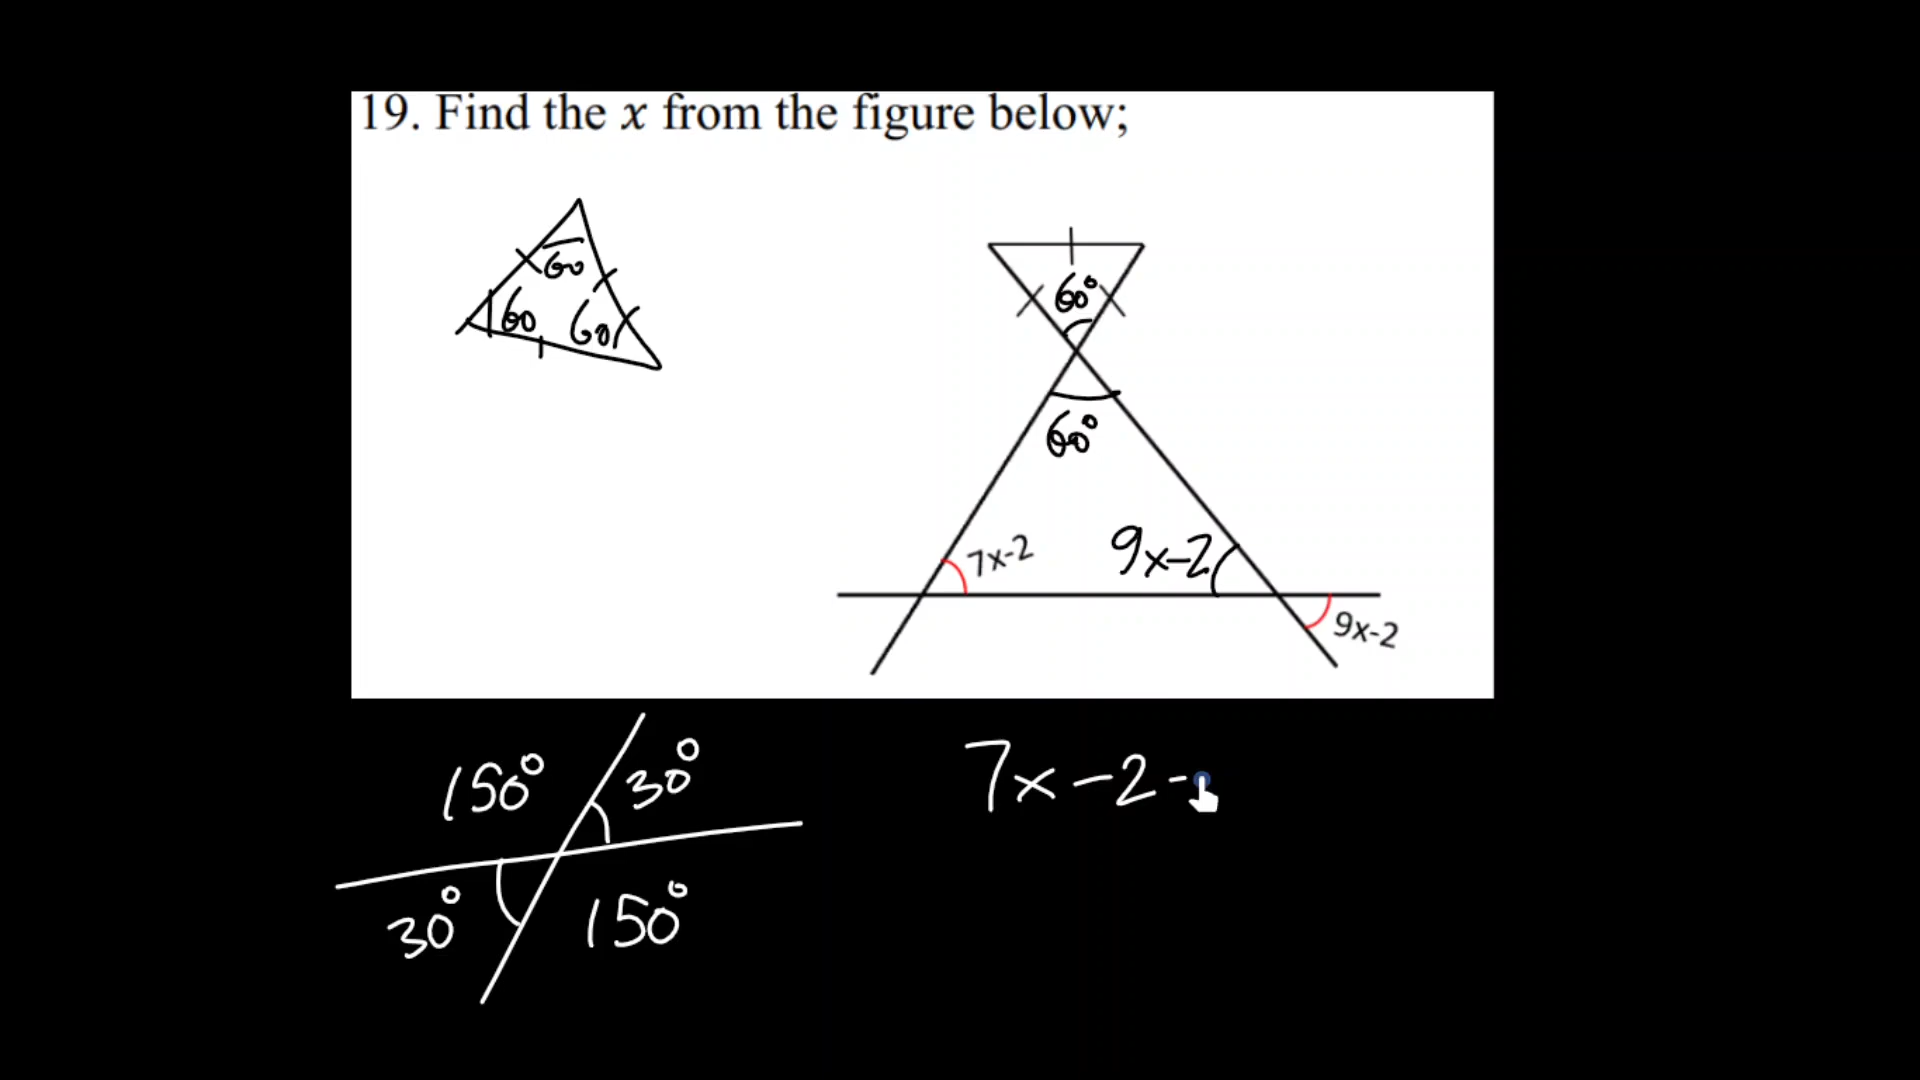 19. Find the x from the figure below;
60
60 60
60°
60°
7x-2
9x-2
9x-2
150° 30°
30° 150°
7x-2-